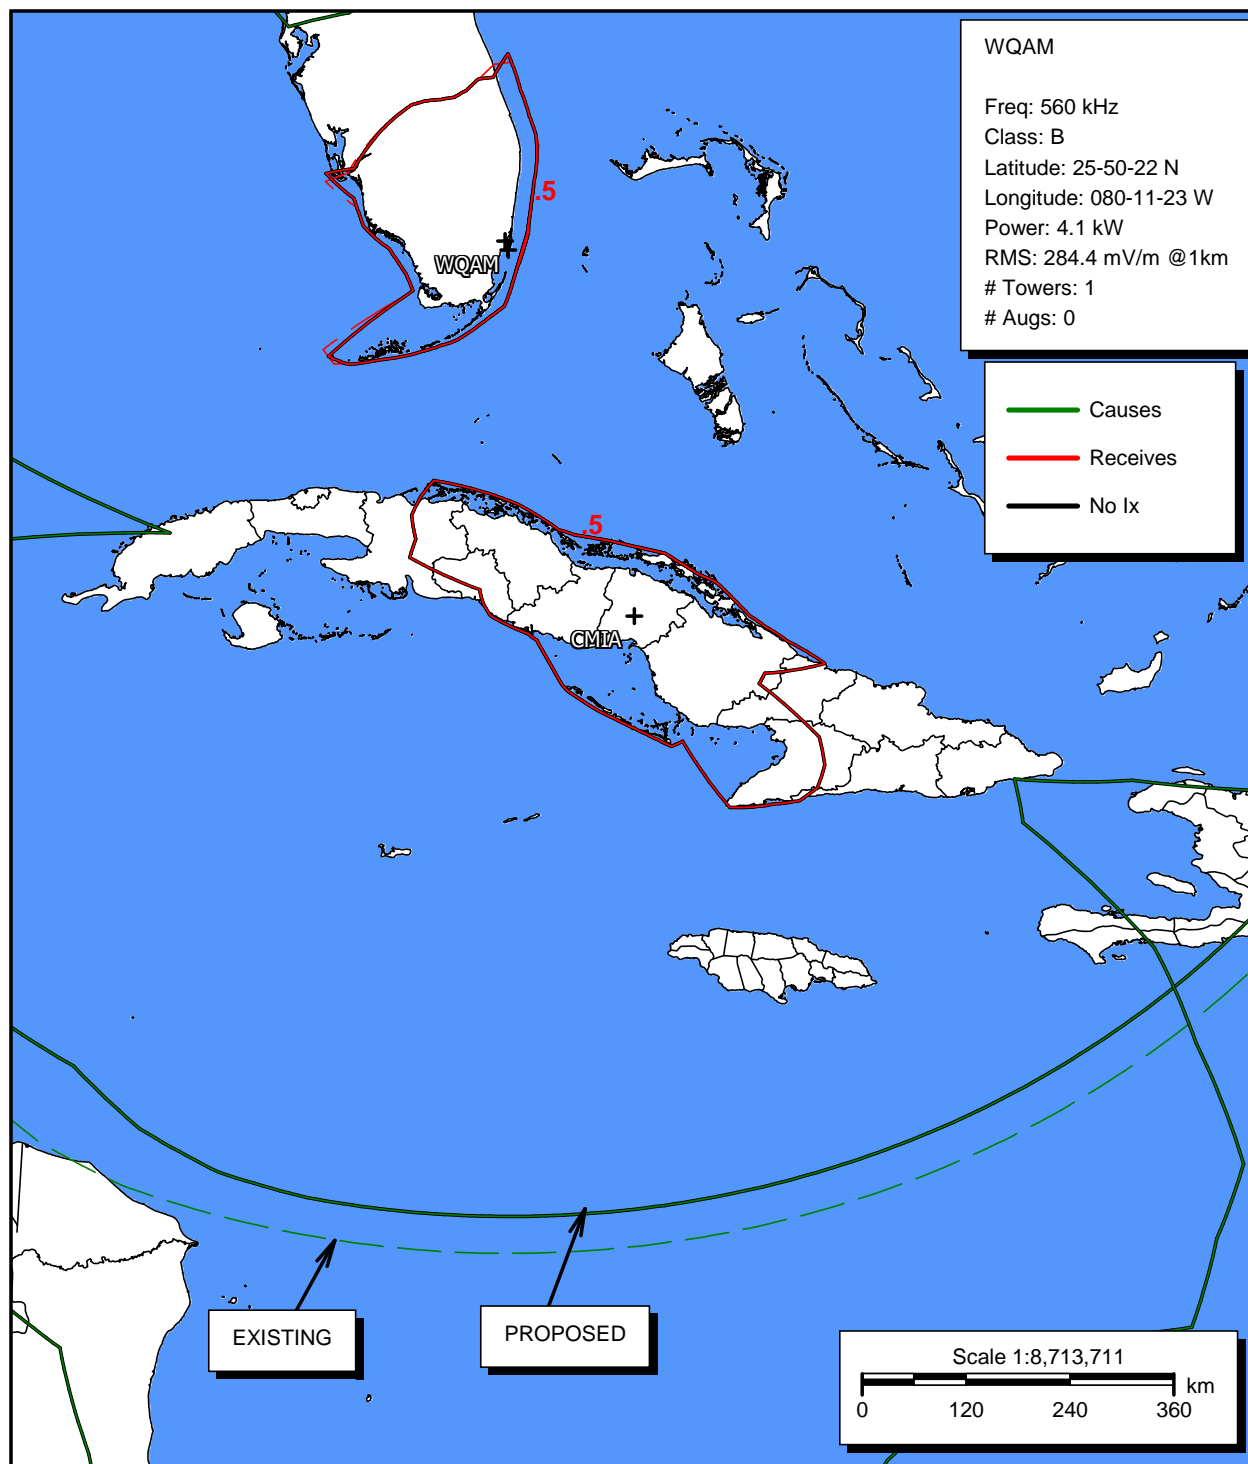 WQAM
Freq: 560 kHz
Class: B
Latitude: 25-50-22 N
Longitude: 080-11-23 W
Power: 4.1 kW
RMS: 284.4 mV/m @1km
# Towers: 1
# Augs: 0
Causes
Receives
No Ix
.5
WQAM
.5
CMIA
EXISTING
PROPOSED
Scale 1:8,713,711
km
0 120 240 360